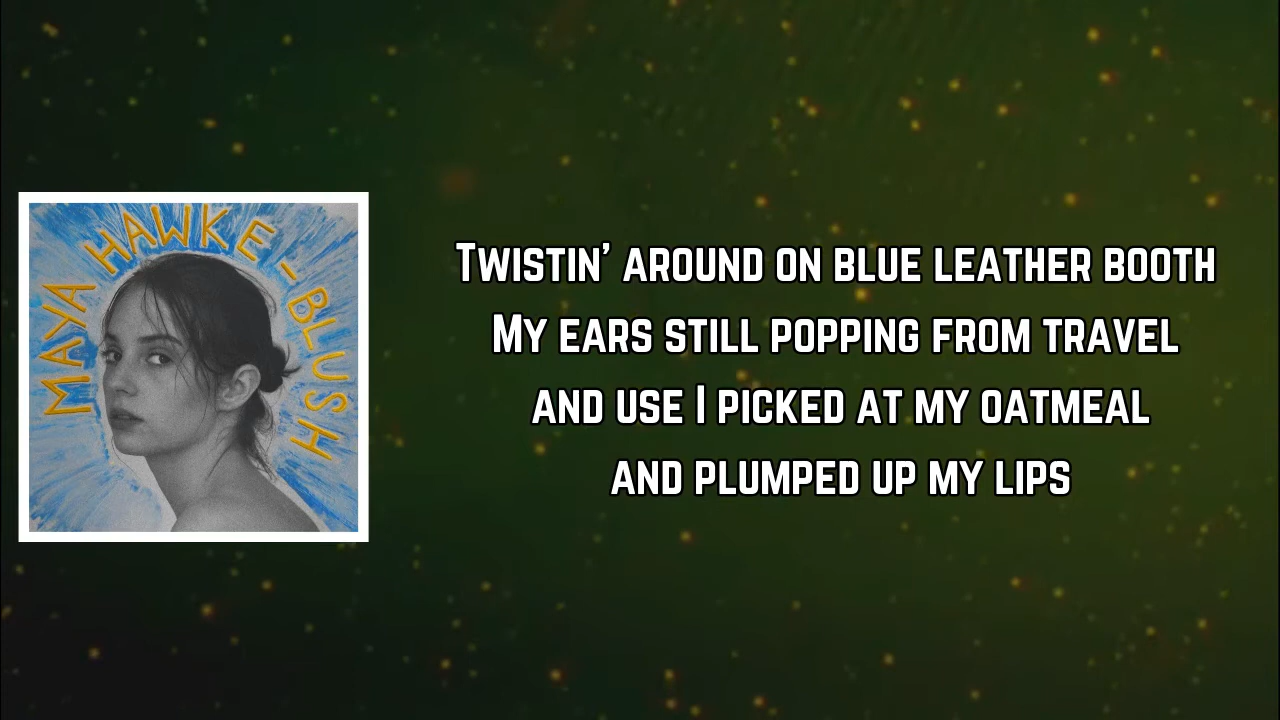 MAYA HAWKE - BLUSH
TWISTIN' AROUND ON BLUE LEATHER BOOTH
MY EARS STILL POPPING FROM TRAVEL
AND USE I PICKED AT MY OATMEAL
AND PLUMPED UP MY LIPS